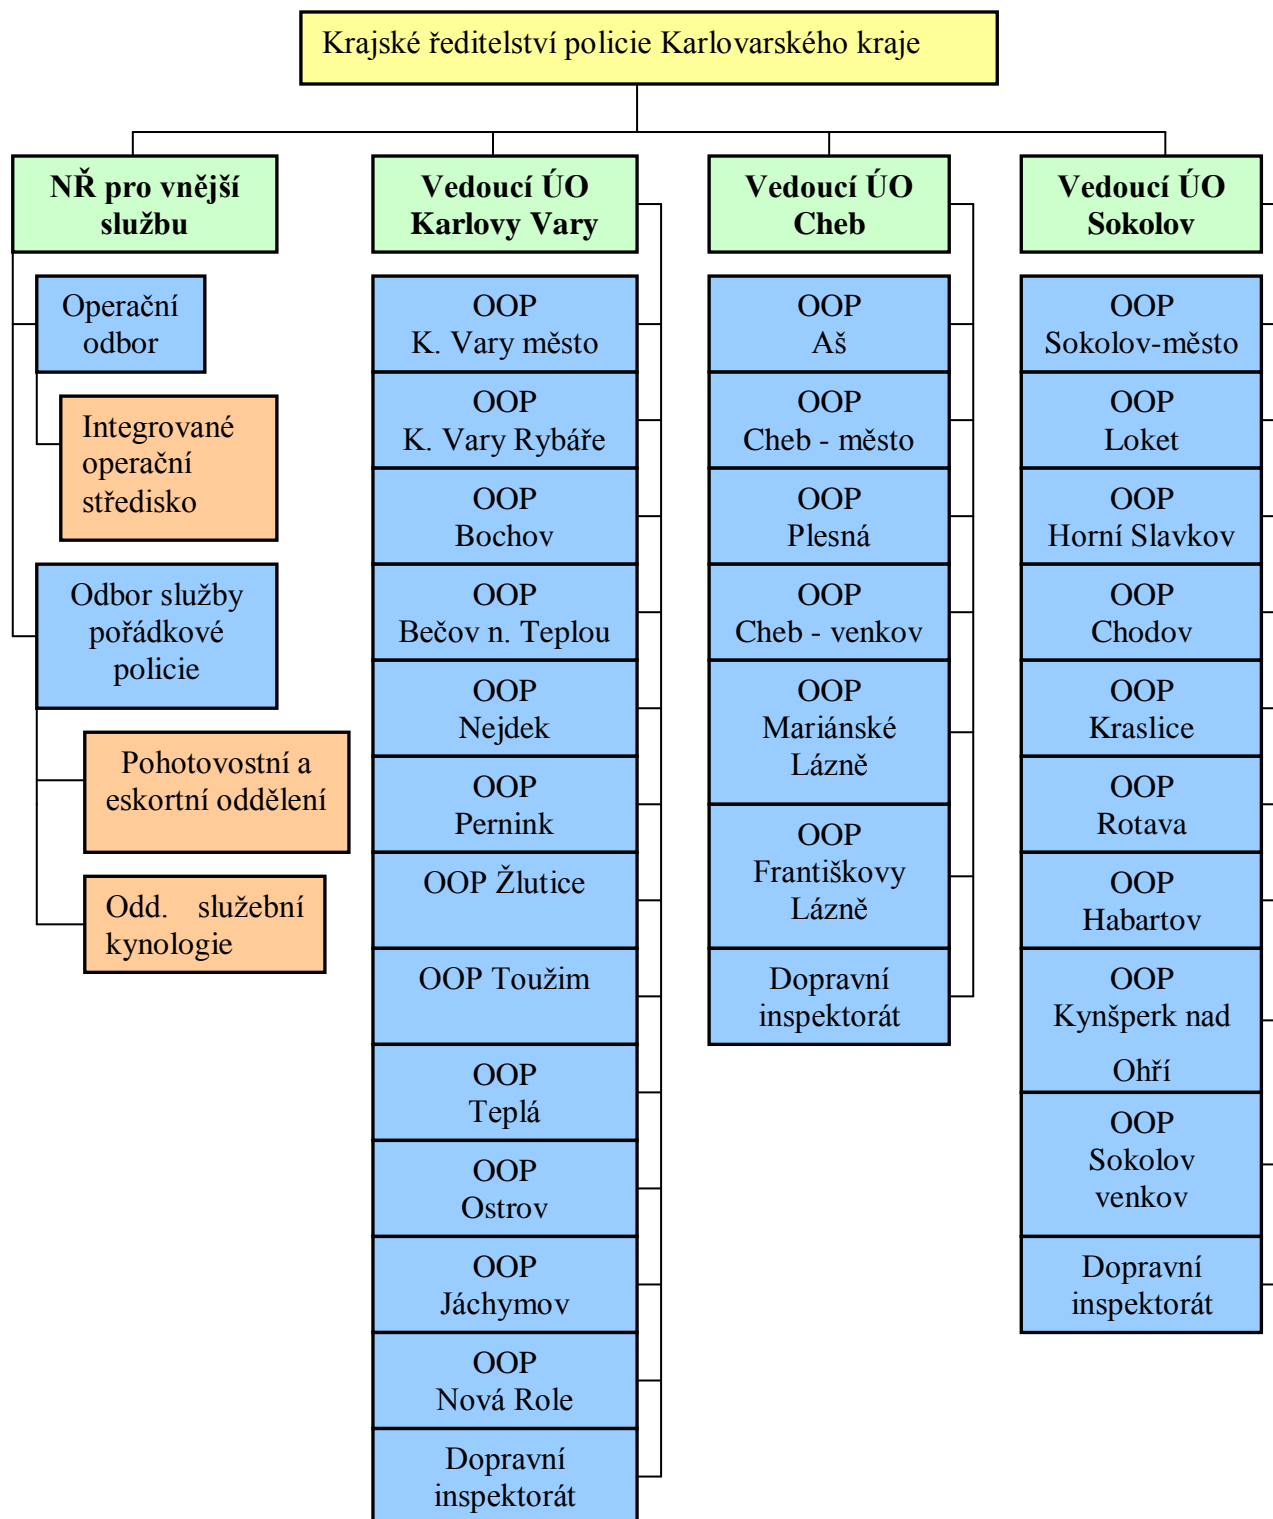 Krajské ředitelství policie Karlovarského kraje
NŘ pro vnější
službu
Operační
odbor
Integrované
operační
středisko
Odbor služby
pořádkové
policie
Pohotovostní a
eskortní oddělení
Odd. služební
kynologie
Vedoucí ÚO
Karlovy Vary
OOP
K. Vary město
OOP
K. Vary Rybáře
OOP
Bochov
OOP
Bečov n. Teplou
OOP
Nejdek
OOP
Pernink
OOP Žlutice
OOP Toužim
OOP
Teplá
OOP
Ostrov
OOP
Jáchymov
OOP
Nová Role
Dopravní
inspektorát
Vedoucí ÚO
Cheb
OOP
Aš
OOP
Cheb - město
OOP
Plesná
OOP
Cheb - venkov
OOP
Mariánské
Lázně
OOP
Františkovy
Lázně
Dopravní
inspektorát
Vedoucí ÚO
Sokolov
OOP
Sokolov-město
OOP
Loket
OOP
Horní Slavkov
OOP
Chodov
OOP
Kraslice
OOP
Rotava
OOP
Habartov
OOP
Kynšperk nad
Ohří
OOP
Sokolov
venkov
Dopravní
inspektorát